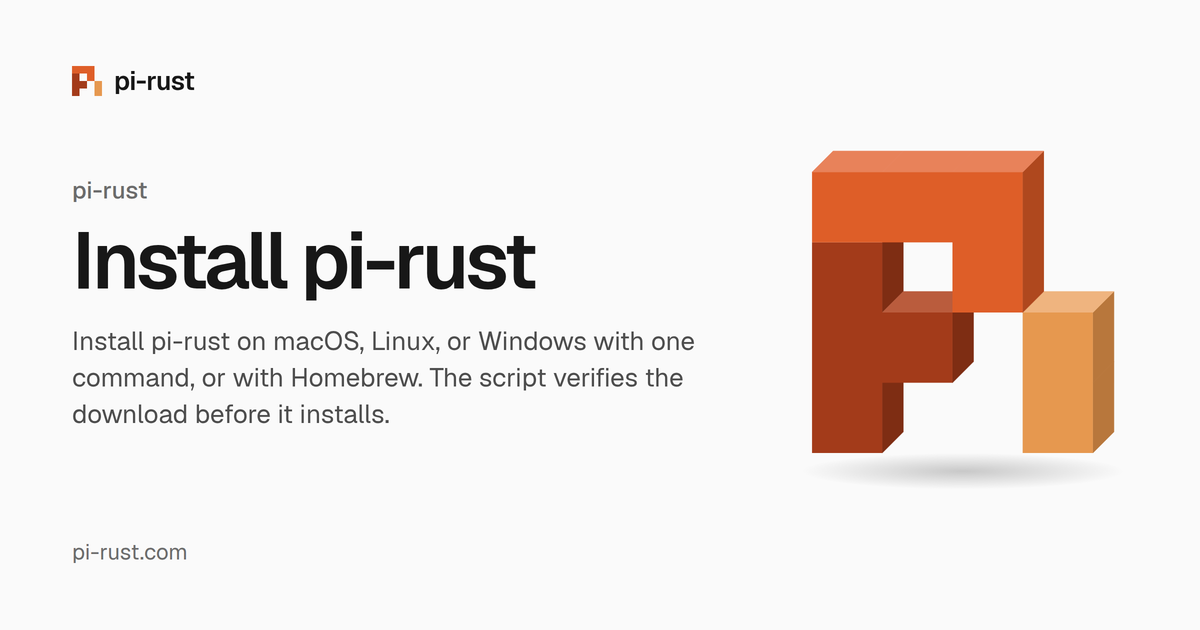 pi-rust
pi-rust
Install pi-rust
Install pi-rust on macOS, Linux, or Windows with one
command, or with Homebrew. The script verifies the
download before it installs.
pi-rust.com